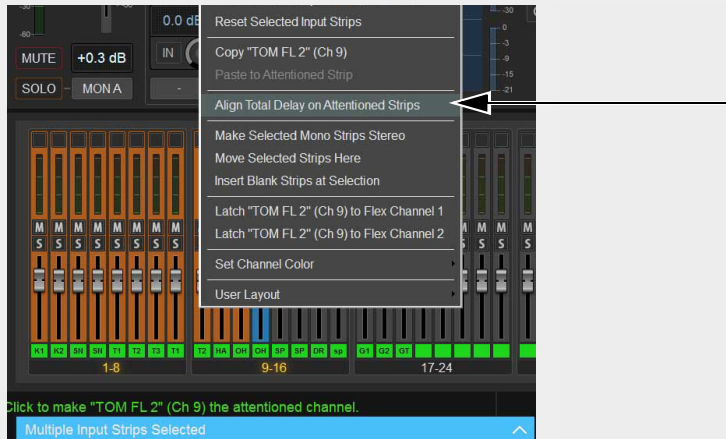 -30
-60
0.0 dB
MUTE
+0.3 dB
IN
SOLO
MON A
-
-30
0
-3
-9
-15
-21
Reset Selected Input Strips
Copy "TOM FL 2" (Ch 9)
Paste to Attentioned Strip
Align Total Delay on Attentioned Strips
Make Selected Mono Strips Stereo
Move Selected Strips Here
Insert Blank Strips at Selection
Latch "TOM FL 2" (Ch 9) to Flex Channel 1
Latch "TOM FL 2" (Ch 9) to Flex Channel 2
Set Channel Color
User Layout
M M M M M M M M M M M
S S S S S S S S S S S
K1 K2 SN SN T1 T2 T3 T1 T2 HA OH OH SP SP DR sp G1 G2 GT
1-8 9-16 17-24
Click to make "TOM FL 2" (Ch 9) the attentioned channel.
Multiple Input Strips Selected